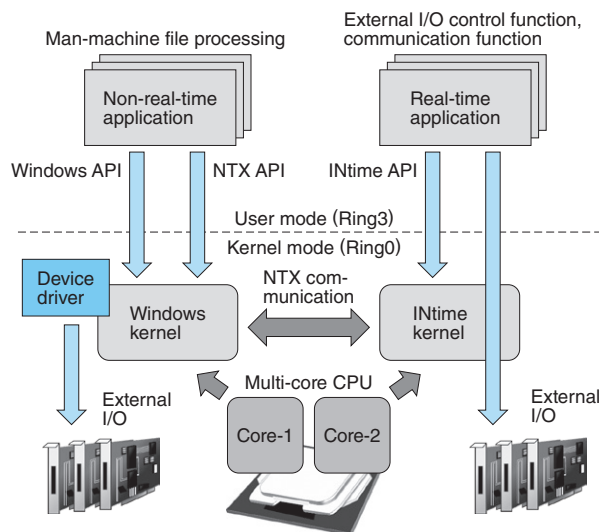 Man-machine file processing
External I/O control function,
communication function
Non-real-time
application
Real-time
application
Windows API
NTX API
INtime API
User mode (Ring3)
Kernel mode (Ring0)
Device
driver
NTX com-
munication
Windows
kernel
INtime
kernel
Multi-core CPU
External
I/O
Core-1
Core-2
External
I/O